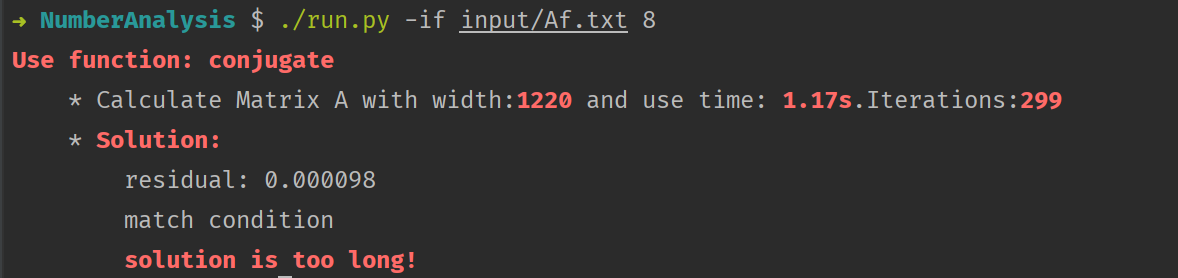 → NumberAnalysis $ ./run.py -if input/Af.txt 8
Use function: conjugate
* Calculate Matrix A with width:1220 and use time: 1.17s.Iterations:299
* Solution:
residual: 0.000098
match condition
solution is too long!